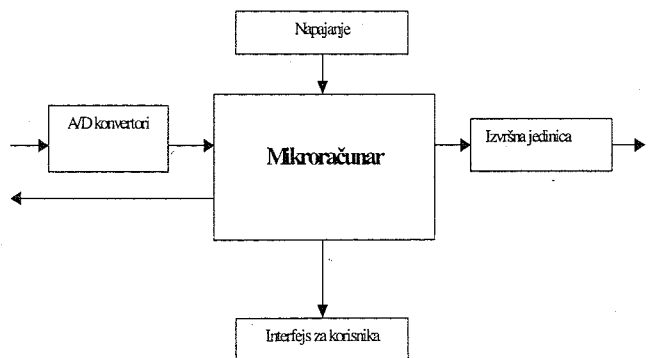 Napajanje
A/D konvertori
Mikroračunar
Izvršna jedinica
Interfejs za korisnika